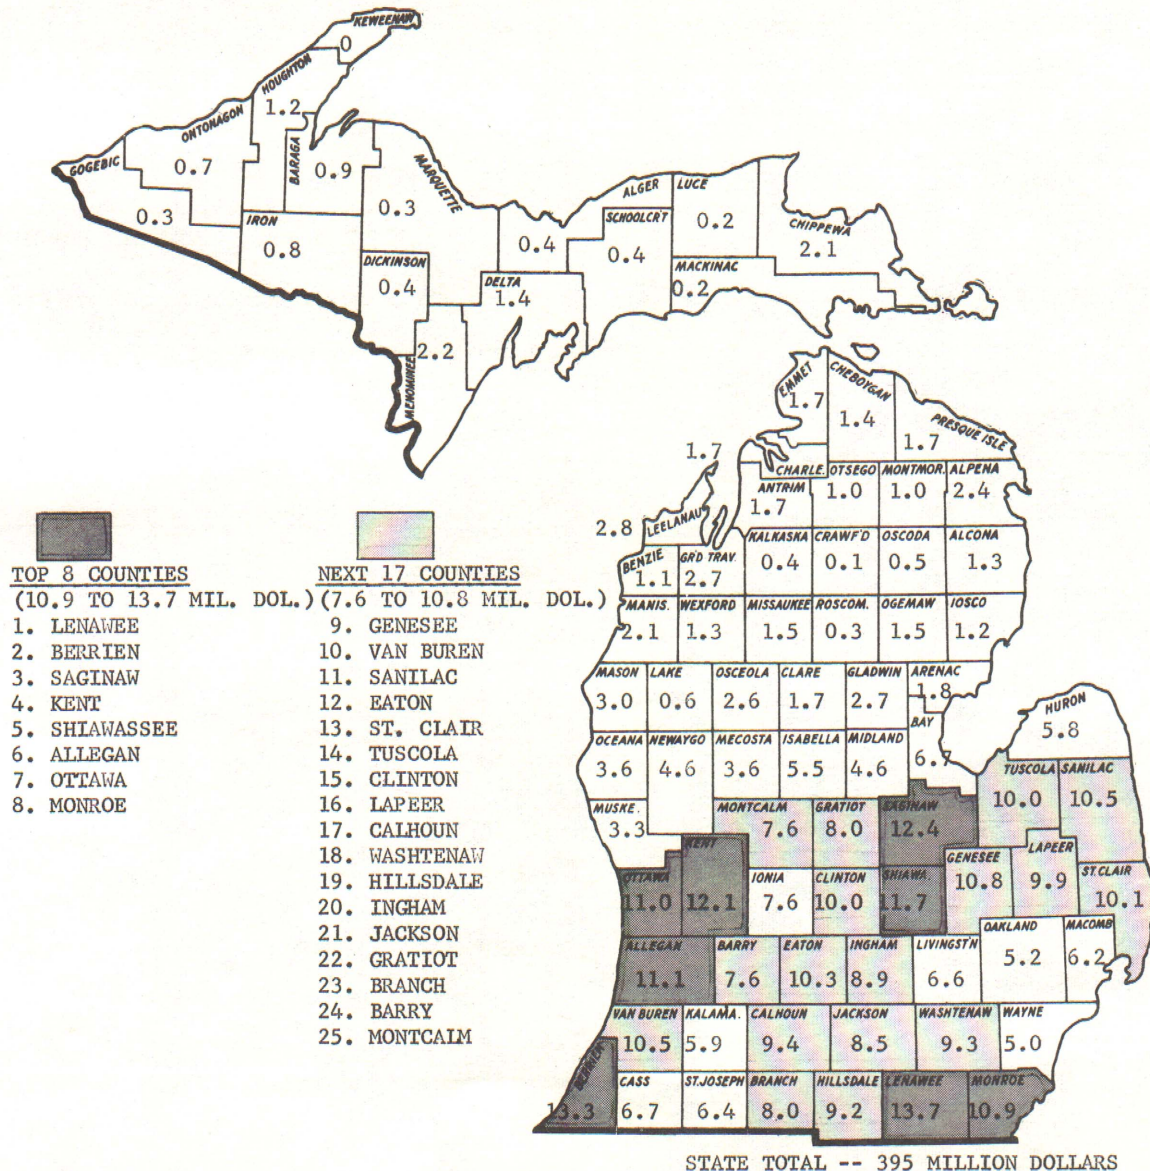 KEWEENAW
0
HOUGHTON
1.2
ONTONAGON
0.7
GOGEBIC
0.3
BARAGA
0.9
MARQUETTE
0.3
IRON
0.8
DICKINSON
0.4
ALGER
0.4
LUCE
0.2
SCHOOLCR'T
0.4
CHIPPEWA
2.1
MACKINAC
0.2
DELTA
1.4
MENOMINEE
2.2
EMMET
1.7
CHEBOYGAN
1.4
PRESQUE ISLE
1.7
1.7
CHARLE. OTSEGO MONTMOR. ALPENA
1.0 1.0 2.4
ANTRIM
1.7
2.8 LEELANAU
KALKASKA CRAWF'D OSCODA ALCONA
0.4 0.1 0.5 1.3
BENZIE GR'D TRAV.
1.1 2.7
MANIS. WEXFORD MISSAUKEE ROSCOM. OGEMAW IOSCO
2.1 1.3 1.5 0.3 1.5 1.2
MASON LAKE OSCEOLA CLARE GLADWIN ARENAC
3.0 0.6 2.6 1.7 2.7 1.8
HURON
5.8
OCEANA NEWAYGO MECOSTA ISABELLA MIDLAND BAY
3.6 4.6 3.6 5.5 4.6 6.7
TUSCOLA SANILAC
10.0 10.5
MUSKE. MONTCALM GRATIOT SAGINAW
3.3 7.6 8.0 12.4
OTTAWA KENT IONIA CLINTON SHIAWA. GENESEE LAPEER ST.CLAIR
11.0 12.1 7.6 10.0 11.7 10.8 9.9 10.1
ALLEGAN BARRY EATON INGHAM LIVINGST'N OAKLAND MACOMB
11.1 7.6 10.3 8.9 6.6 5.2 6.2
VAN BUREN KALAMA. CALHOUN JACKSON WASHTENAW WAYNE
10.5 5.9 9.4 8.5 9.3 5.0
BERRIEN CASS ST.JOSEPH BRANCH HILLSDALE LENAWEE MONROE
13.3 6.7 6.4 8.0 9.2 13.7 10.9
TOP 8 COUNTIES
(10.9 TO 13.7 MIL. DOL.)
1. LENAWEE
2. BERRIEN
3. SAGINAW
4. KENT
5. SHIAWASSEE
6. ALLEGAN
7. OTTAWA
8. MONROE
NEXT 17 COUNTIES
(7.6 TO 10.8 MIL. DOL.)
9. GENESEE
10. VAN BUREN
11. SANILAC
12. EATON
13. ST. CLAIR
14. TUSCOLA
15. CLINTON
16. LAPEER
17. CALHOUN
18. WASHTENAW
19. HILLSDALE
20. INGHAM
21. JACKSON
22. GRATIOT
23. BRANCH
24. BARRY
25. MONTCALM
STATE TOTAL -- 395 MILLION DOLLARS